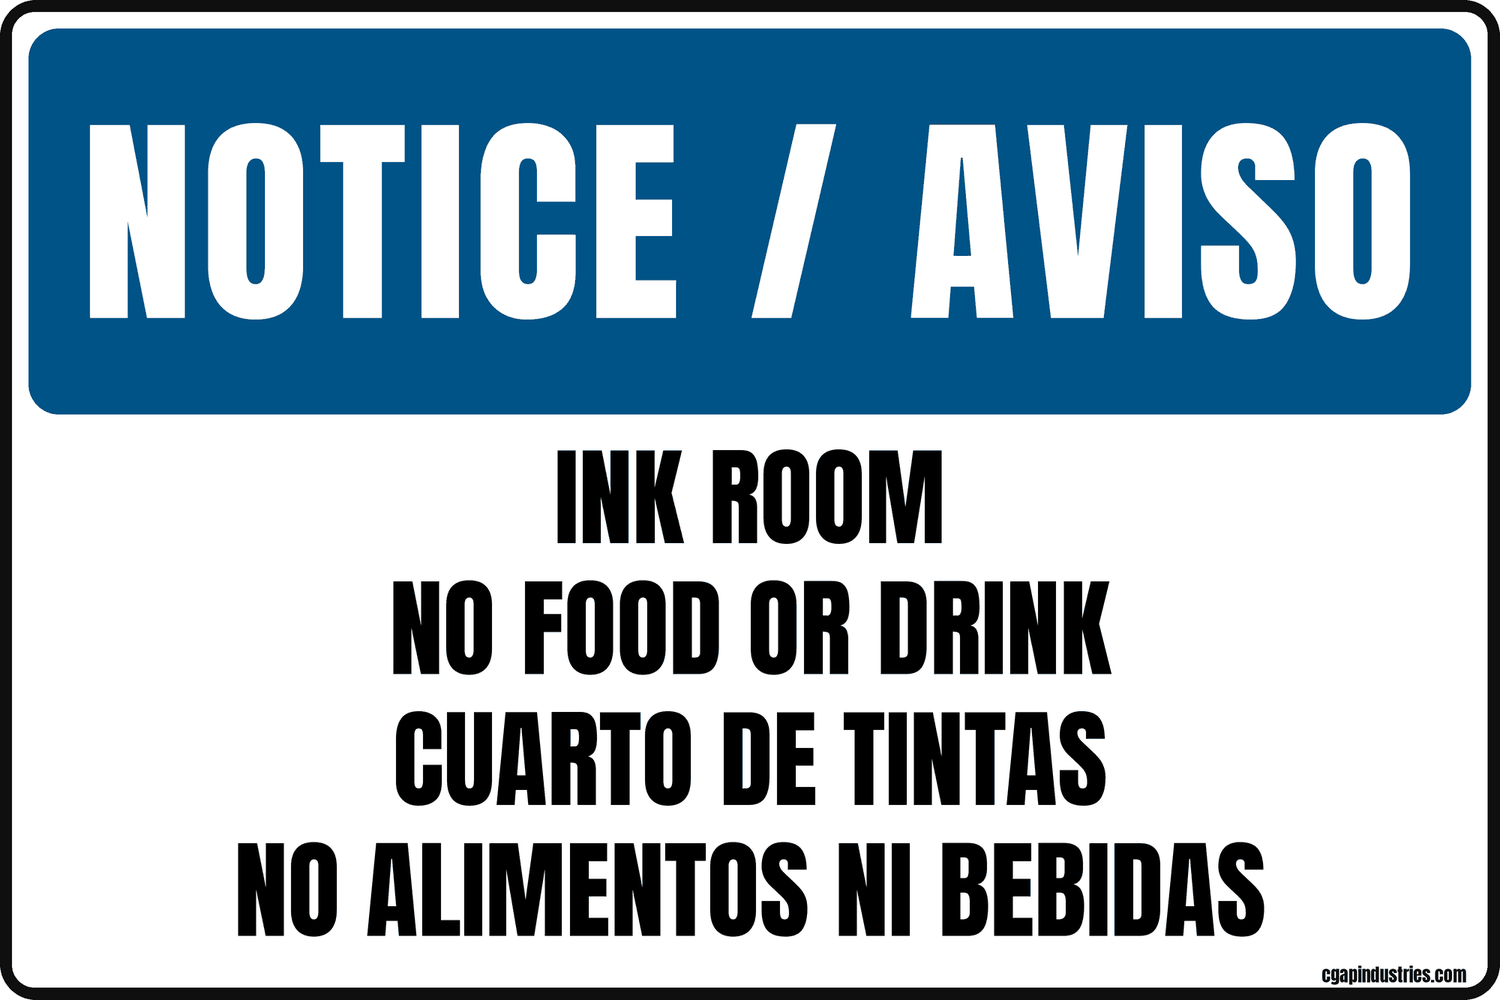 NOTICE / AVISO
INK ROOM
NO FOOD OR DRINK
CUARTO DE TINTAS
NO ALIMENTOS NI BEBIDAS
cgapindustries.com